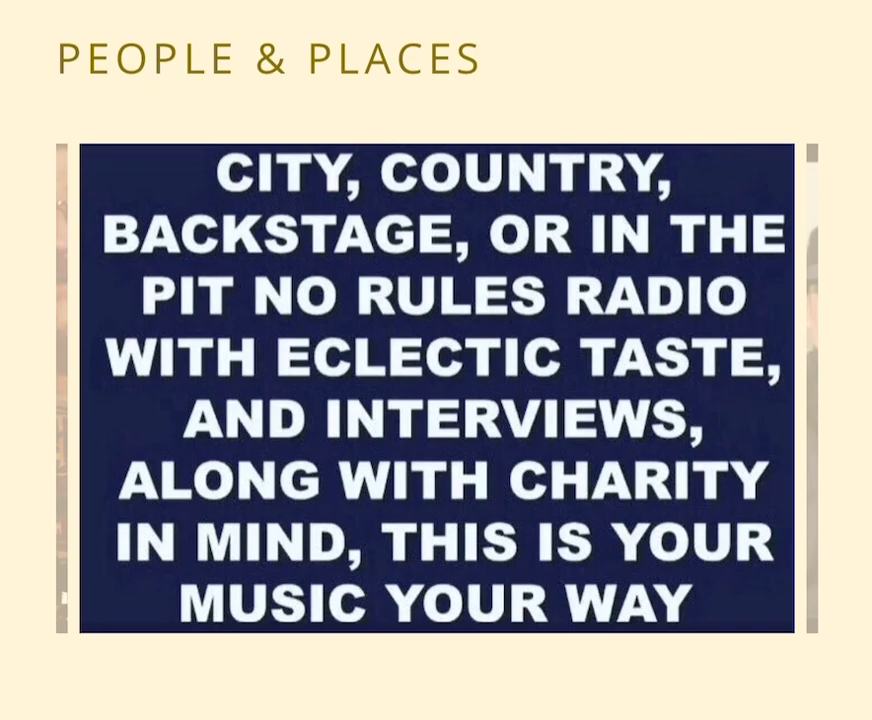 PEOPLE & PLACES
CITY, COUNTRY,
BACKSTAGE, OR IN THE
PIT NO RULES RADIO
WITH ECLECTIC TASTE,
AND INTERVIEWS,
ALONG WITH CHARITY
IN MIND, THIS IS YOUR
MUSIC YOUR WAY